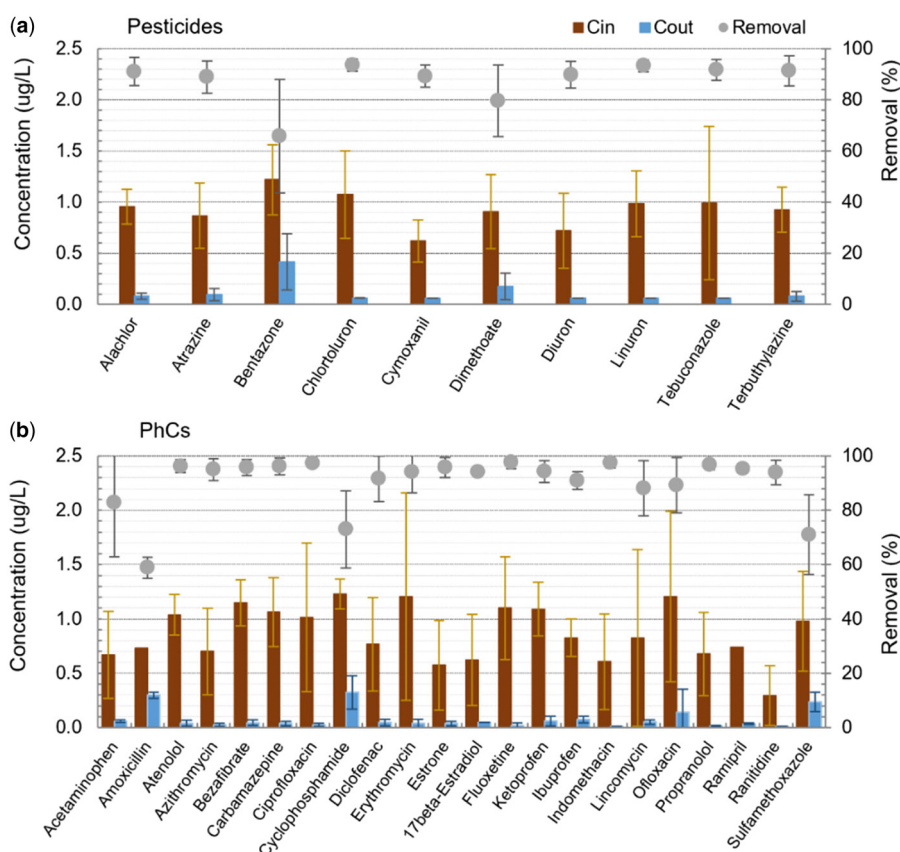 (a) Pesticides
Cin Cout Removal
Concentration (ug/L)
2.5
2.0
1.5
1.0
0.5
0.0
100
80
60
40
20
0
Removal (%)
Alachlor
Atrazine
Bentazone
Chlortoluron
Cymoxanil
Dimethoate
Diuron
Linuron
Tebuconazole
Terbuthylazine
(b) PhCs
Concentration (ug/L)
2.5
2.0
1.5
1.0
0.5
0.0
100
80
60
40
20
0
Removal (%)
Acetaminophen
Amoxicillin
Atenolol
Azithromycin
Bezafibrate
Carbamazepine
Ciprofloxacin
Cyclophosphamide
Diclofenac
Erythromycin
Estrone
17beta-Estradiol
Fluoxetine
Ketoprofen
Ibuprofen
Indomethacin
Lincomycin
Ofloxacin
Propranolol
Ramipril
Ranitidine
Sulfamethoxazole